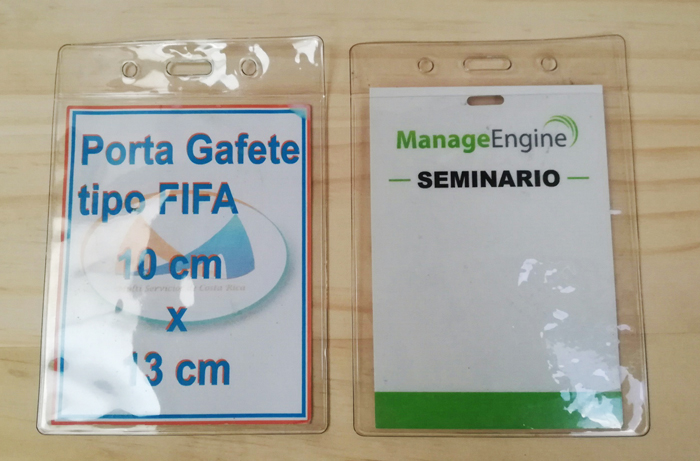 Porta Gafete
tipo FIFA
10 cm
x
13 cm
ManageEngine
SEMINARIO